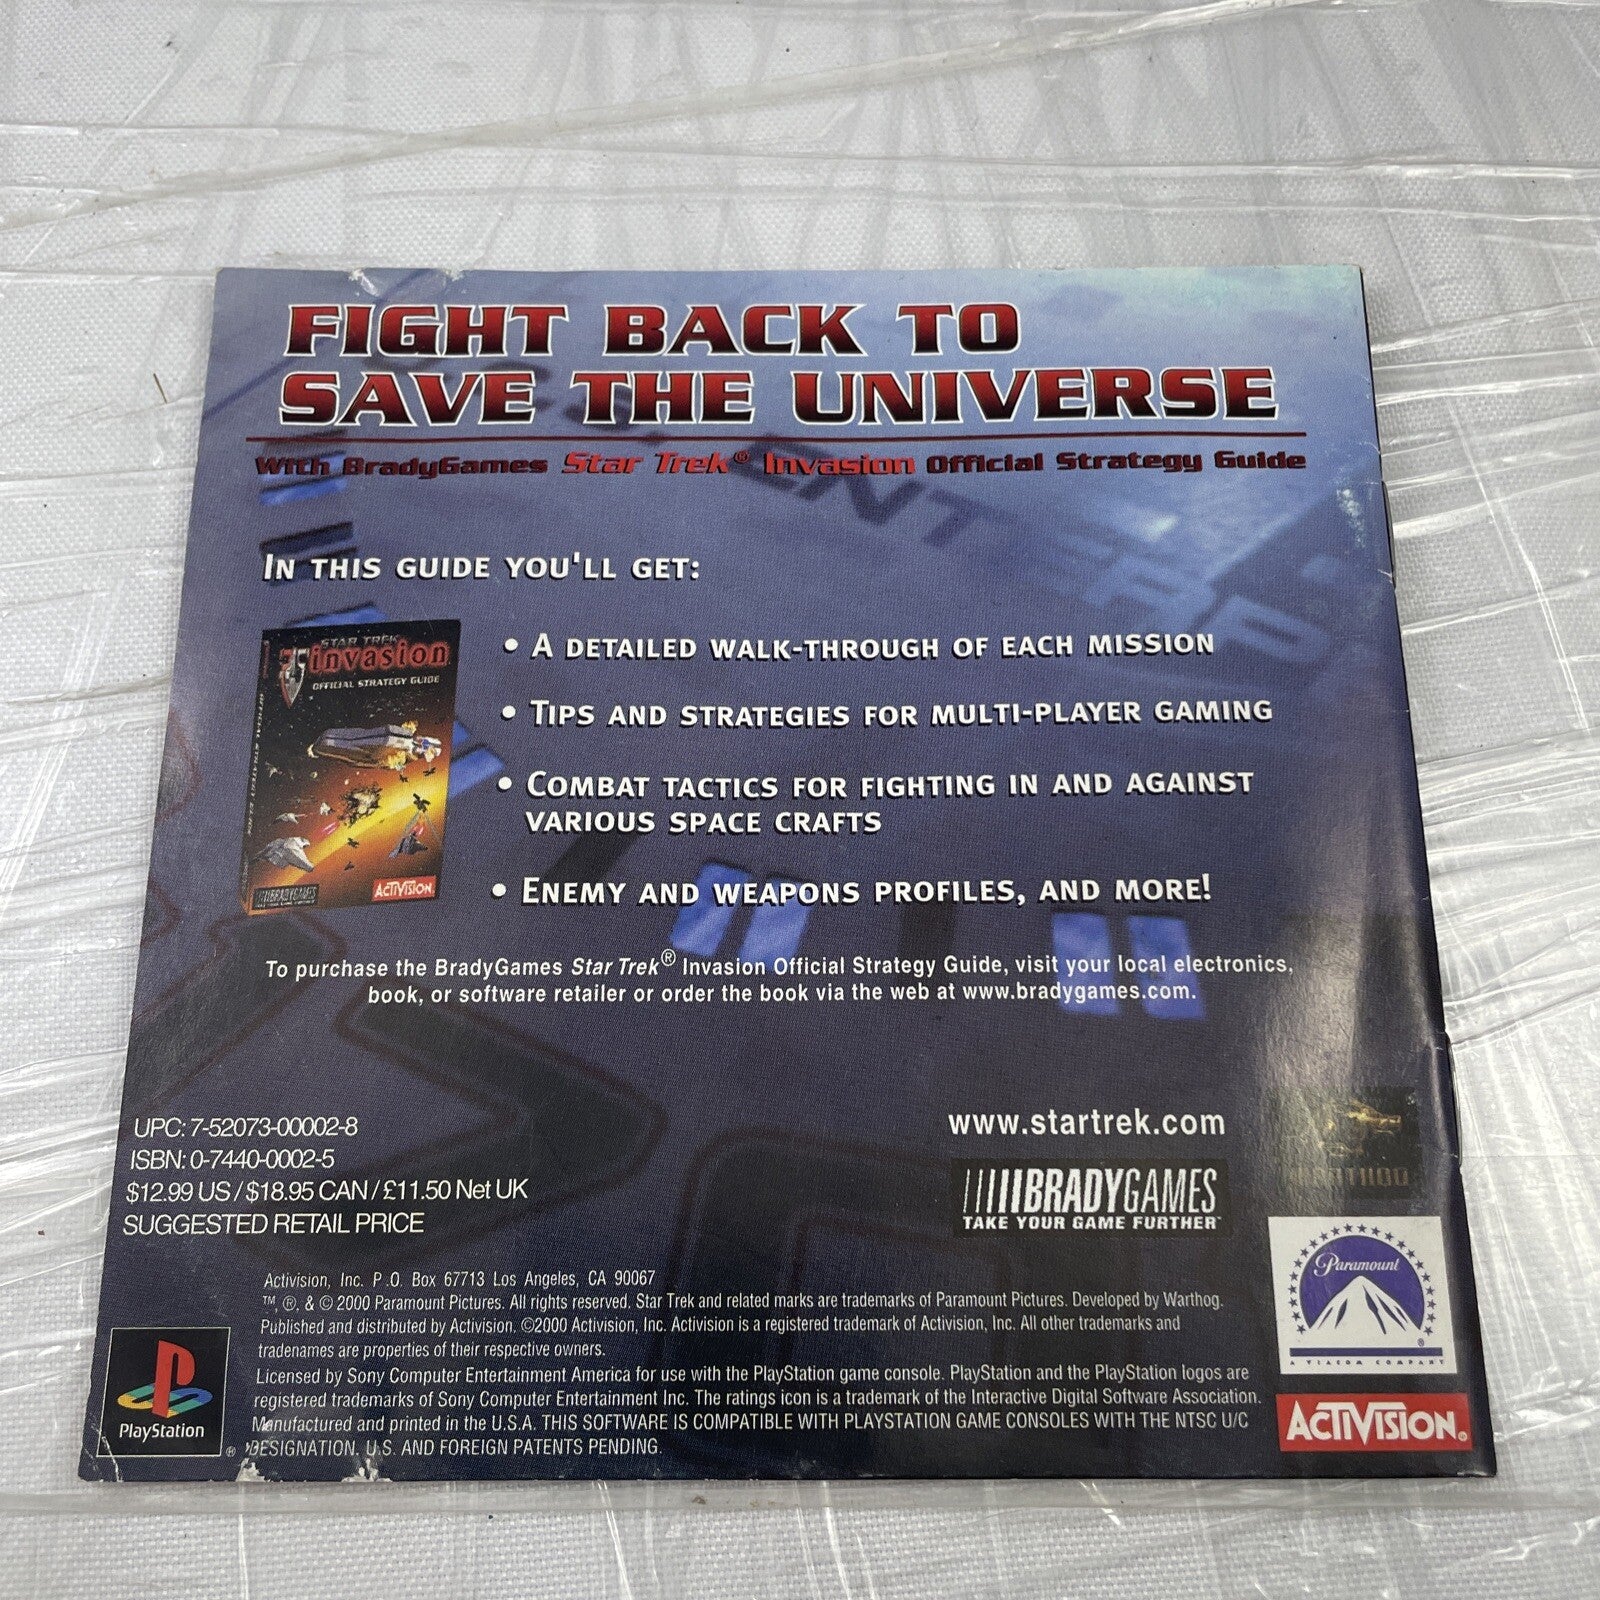 FIGHT BACK TO
SAVE THE UNIVERSE
With BradyGames Star Trek® Invasion Official Strategy Guide
IN THIS GUIDE YOU'LL GET:
STAR TREK
invasion
OFFICIAL STRATEGY GUIDE
BRADYGAMES
ACTIVISION
• A DETAILED WALK-THROUGH OF EACH MISSION
• TIPS AND STRATEGIES FOR MULTI-PLAYER GAMING
• COMBAT TACTICS FOR FIGHTING IN AND AGAINST
VARIOUS SPACE CRAFTS
• ENEMY AND WEAPONS PROFILES, AND MORE!
To purchase the BradyGames Star Trek® Invasion Official Strategy Guide, visit your local electronics,
book, or software retailer or order the book via the web at www.bradygames.com.
UPC: 7-52073-00002-8
ISBN: 0-7440-0002-5
$12.99 US / $18.95 CAN / £11.50 Net UK
SUGGESTED RETAIL PRICE
www.startrek.com
BRADYGAMES
TAKE YOUR GAME FURTHER™
WARTHOG
Paramount
A VIACOM COMPANY
ACTIVISION®
Activision, Inc. P.O. Box 67713 Los Angeles, CA 90067
™, ®, & © 2000 Paramount Pictures. All rights reserved. Star Trek and related marks are trademarks of Paramount Pictures. Developed by Warthog.
Published and distributed by Activision. ©2000 Activision, Inc. Activision is a registered trademark of Activision, Inc. All other trademarks and
tradenames are properties of their respective owners.
Licensed by Sony Computer Entertainment America for use with the PlayStation game console. PlayStation and the PlayStation logos are
registered trademarks of Sony Computer Entertainment Inc. The ratings icon is a trademark of the Interactive Digital Software Association.
Manufactured and printed in the U.S.A. THIS SOFTWARE IS COMPATIBLE WITH PLAYSTATION GAME CONSOLES WITH THE NTSC U/C
DESIGNATION. U.S. AND FOREIGN PATENTS PENDING.
PlayStation
®